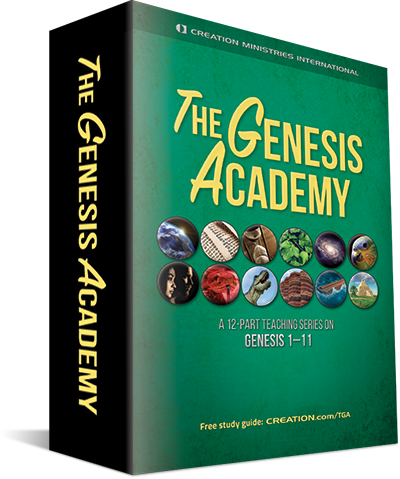 THE GENESIS ACADEMY
CREATION MINISTRIES INTERNATIONAL
THE GENESIS
ACADEMY
A 12-PART TEACHING SERIES ON
GENESIS 1–11
Free study guide: CREATION.com/TGA